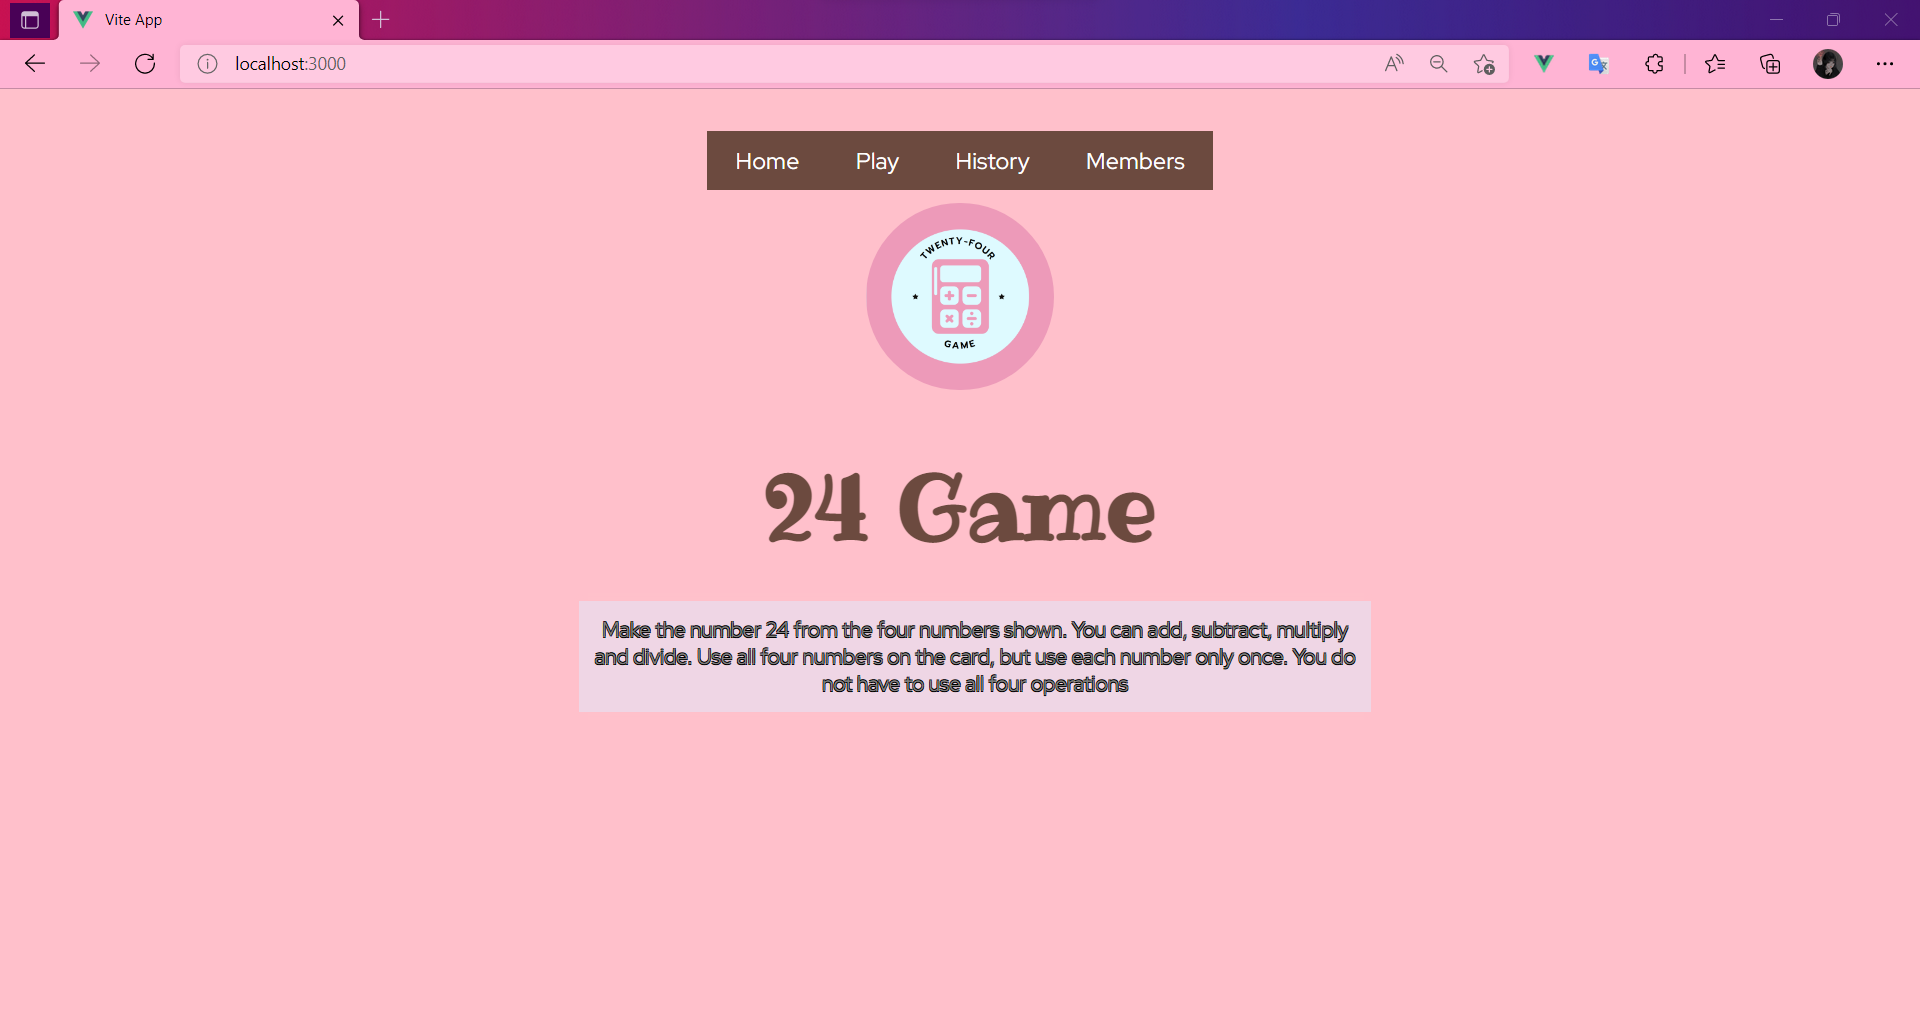 Vite App
localhost:3000
Home Play History Members
TWENTY-FOUR
GAME
24 Game
Make the number 24 from the four numbers shown. You can add, subtract, multiply
and divide. Use all four numbers on the card, but use each number only once. You do
not have to use all four operations